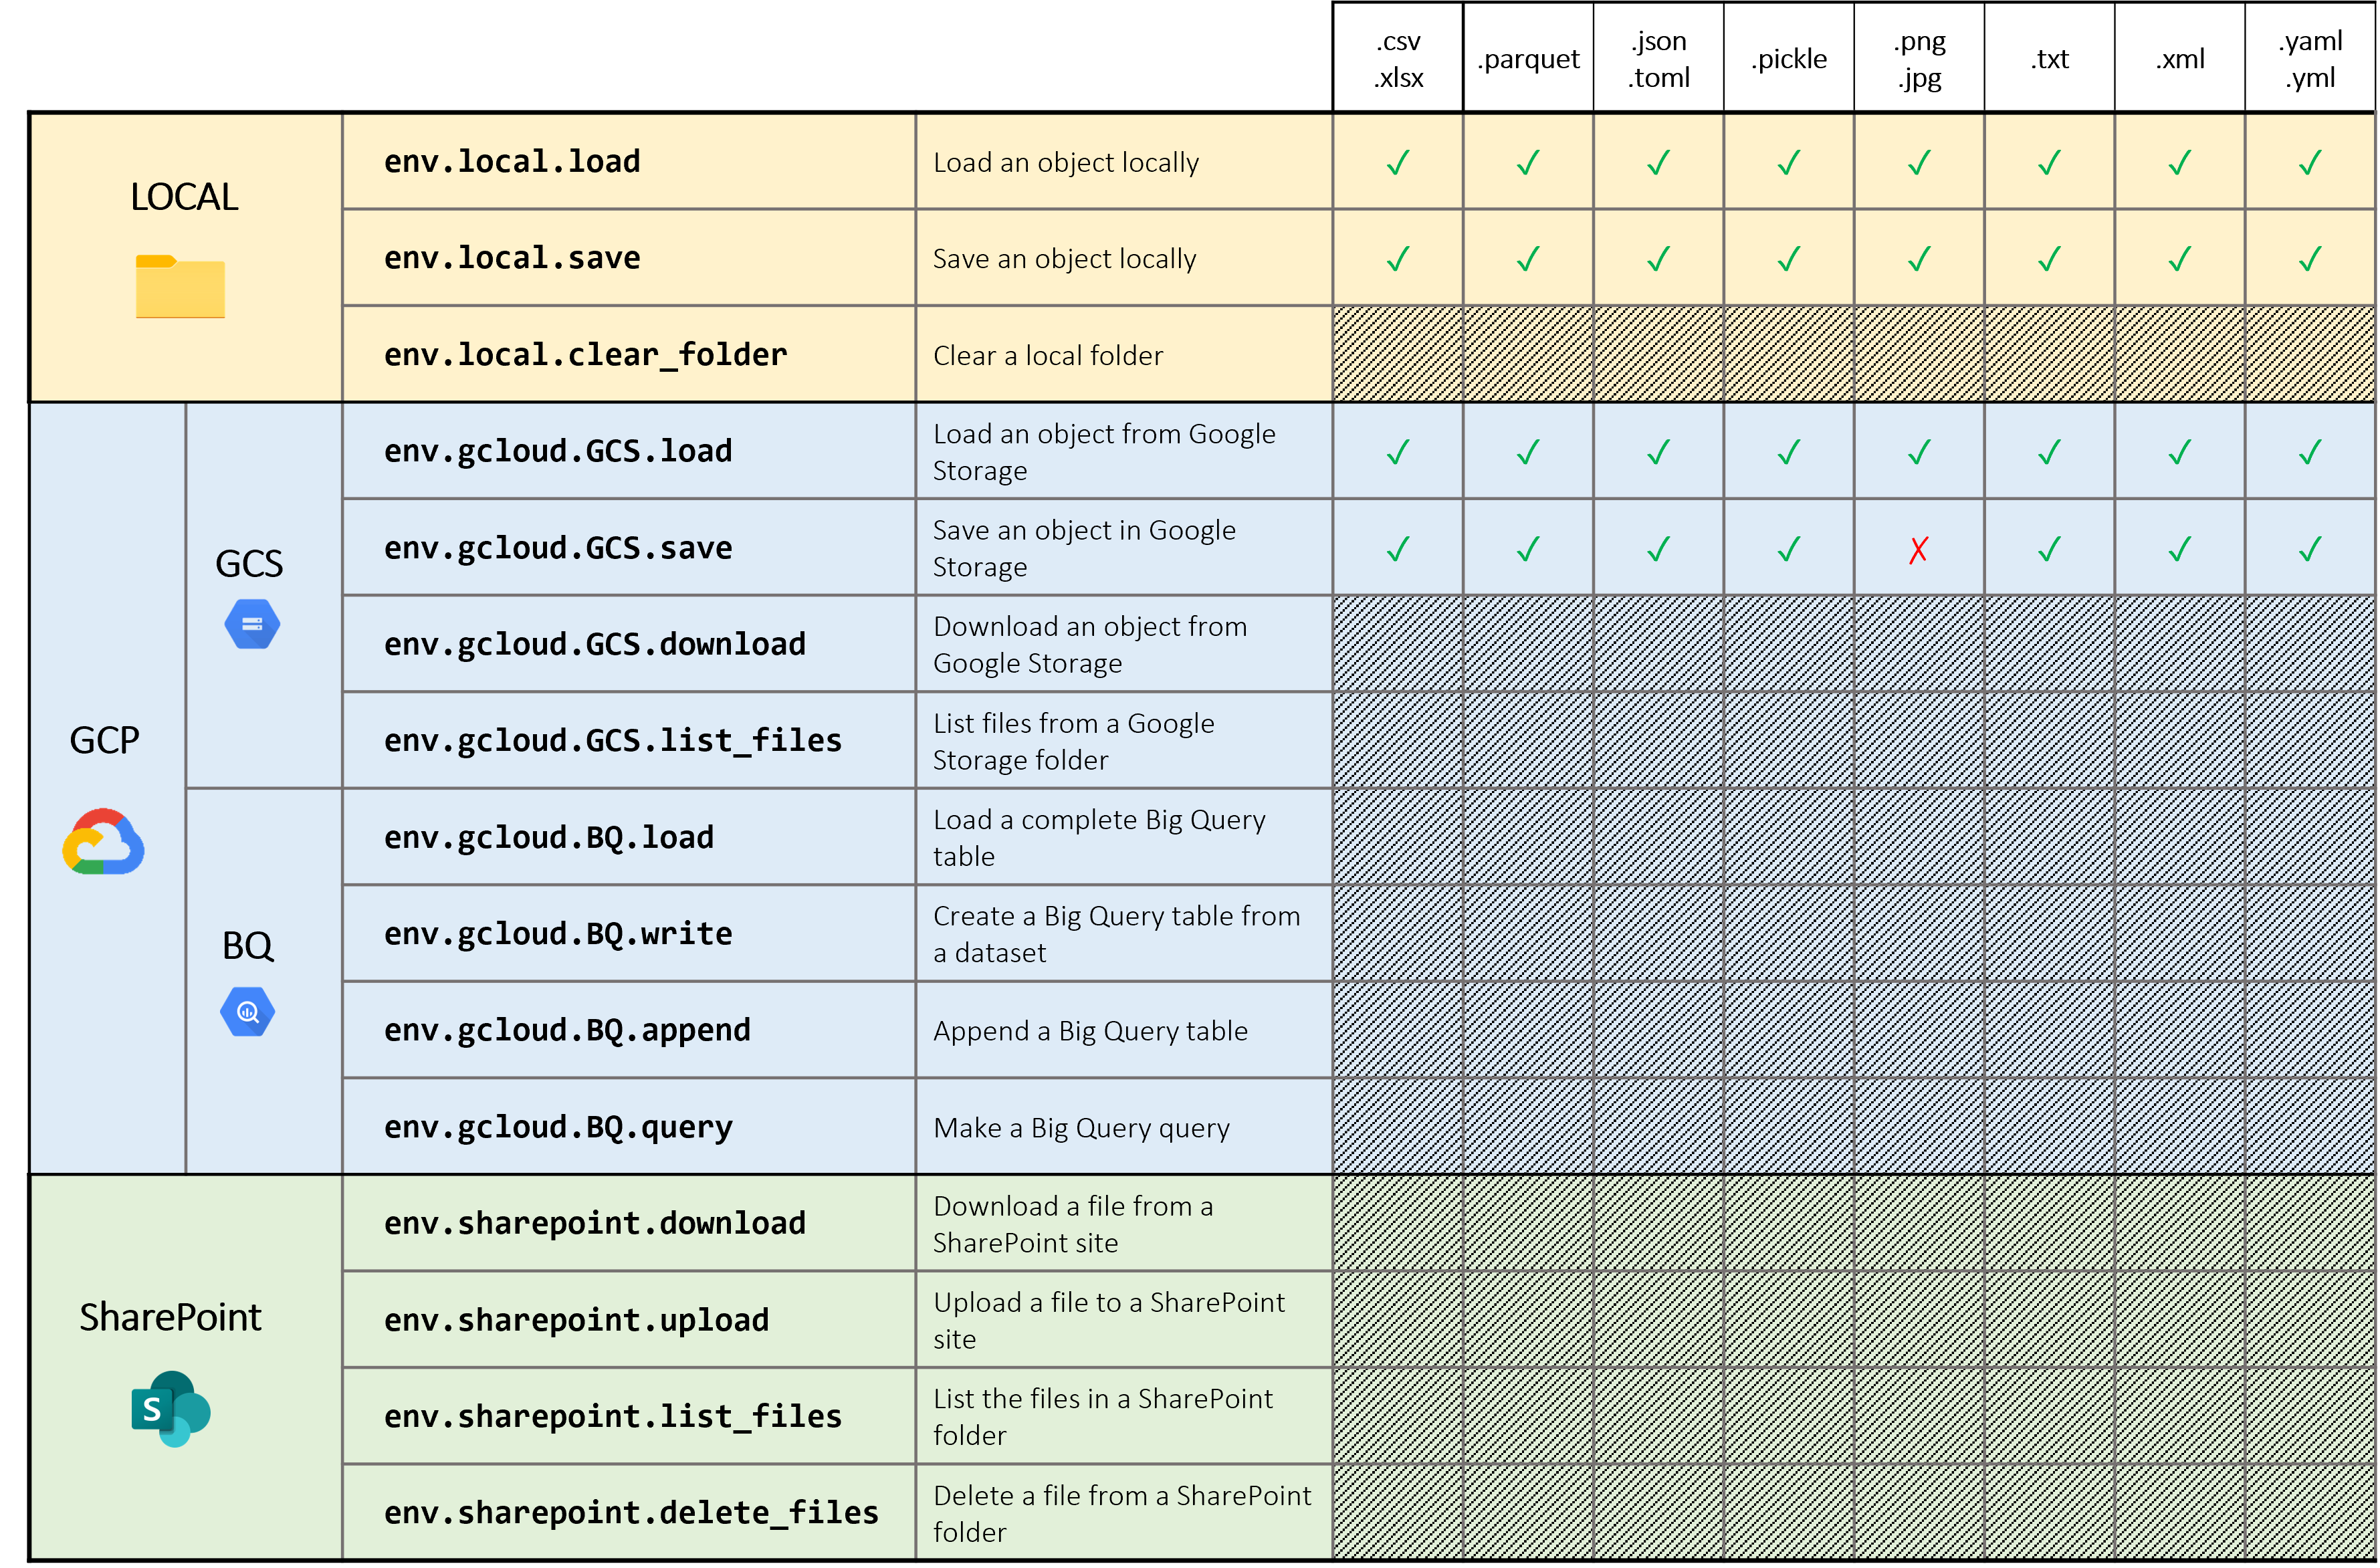 .csv
.xlsx
.parquet
.json
.toml
.pickle
.png
.jpg
.txt
.xml
.yaml
.yml
LOCAL
env.local.load
Load an object locally
✓ ✓ ✓ ✓ ✓ ✓ ✓ ✓
env.local.save
Save an object locally
✓ ✓ ✓ ✓ ✓ ✓ ✓ ✓
env.local.clear_folder
Clear a local folder
GCP
GCS
env.gcloud.GCS.load
Load an object from Google
Storage
✓ ✓ ✓ ✓ ✓ ✓ ✓ ✓
env.gcloud.GCS.save
Save an object in Google
Storage
✓ ✓ ✓ ✓ ✗ ✓ ✓ ✓
env.gcloud.GCS.download
Download an object from
Google Storage
env.gcloud.GCS.list_files
List files from a Google
Storage folder
BQ
env.gcloud.BQ.load
Load a complete Big Query
table
env.gcloud.BQ.write
Create a Big Query table from
a dataset
env.gcloud.BQ.append
Append a Big Query table
env.gcloud.BQ.query
Make a Big Query query
SharePoint
S
env.sharepoint.download
Download a file from a
SharePoint site
env.sharepoint.upload
Upload a file to a SharePoint
site
env.sharepoint.list_files
List the files in a SharePoint
folder
env.sharepoint.delete_files
Delete a file from a SharePoint
folder